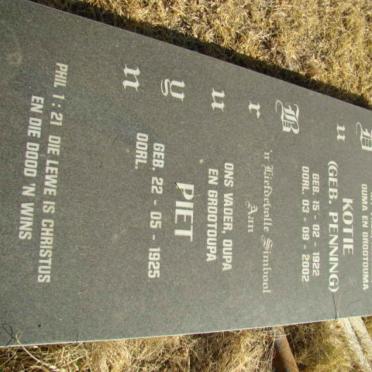 Du Bruyn
OUMA EN GROOTOUMA
KOTIE
(GEB. PENNING)
GEB. 15 - 02 - 1922
OORL. 03 - 09 - 2002
'n Liefdevolle Simbool
Aan
ONS VADER, OUPA
EN GROOTOUPA
PIET
GEB. 22 - 05 - 1925
OORL.
PHIL 1 : 21 DIE LEWE IS CHRISTUS
EN DIE DOOD 'N WINS